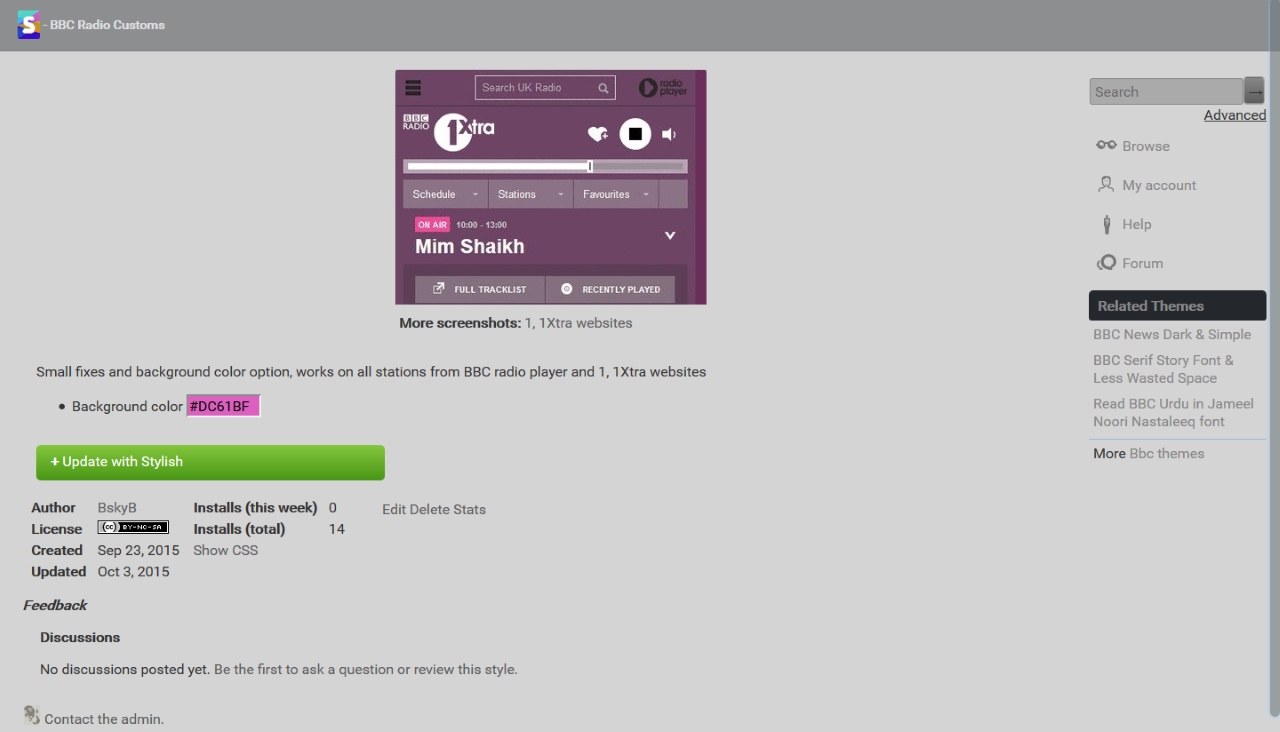 S - BBC Radio Customs
Search UK Radio
radio player
BBC RADIO 1Xtra
Schedule Stations Favourites
ON AIR 10:00 - 13:00
Mim Shaikh
FULL TRACKLIST RECENTLY PLAYED
More screenshots: 1, 1Xtra websites
Small fixes and background color option, works on all stations from BBC radio player and 1, 1Xtra websites
• Background color #DC61BF
+ Update with Stylish
Author BskyB Installs (this week) 0 Edit Delete Stats
License (cc) BY-NC-SA Installs (total) 14
Created Sep 23, 2015 Show CSS
Updated Oct 3, 2015
Feedback
Discussions
No discussions posted yet. Be the first to ask a question or review this style.
Contact the admin.
Search →
Advanced
Browse
My account
Help
Forum
Related Themes
BBC News Dark & Simple
BBC Serif Story Font &
Less Wasted Space
Read BBC Urdu in Jameel
Noori Nastaleeq font
More Bbc themes